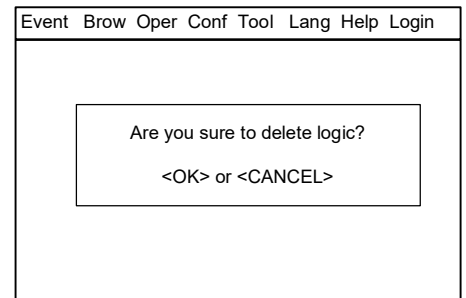 Event Brow Oper Conf Tool Lang Help Login
Are you sure to delete logic?
<OK> or <CANCEL>